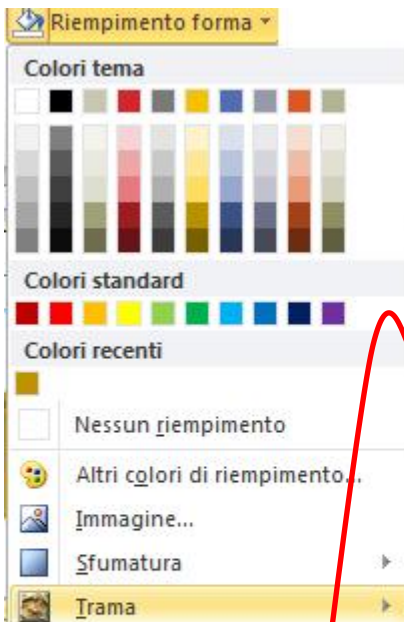 Riempimento forma
Colori tema
Colori standard
Colori recenti
Nessun riempimento
Altri colori di riempimento...
Immagine...
Sfumatura
Trama